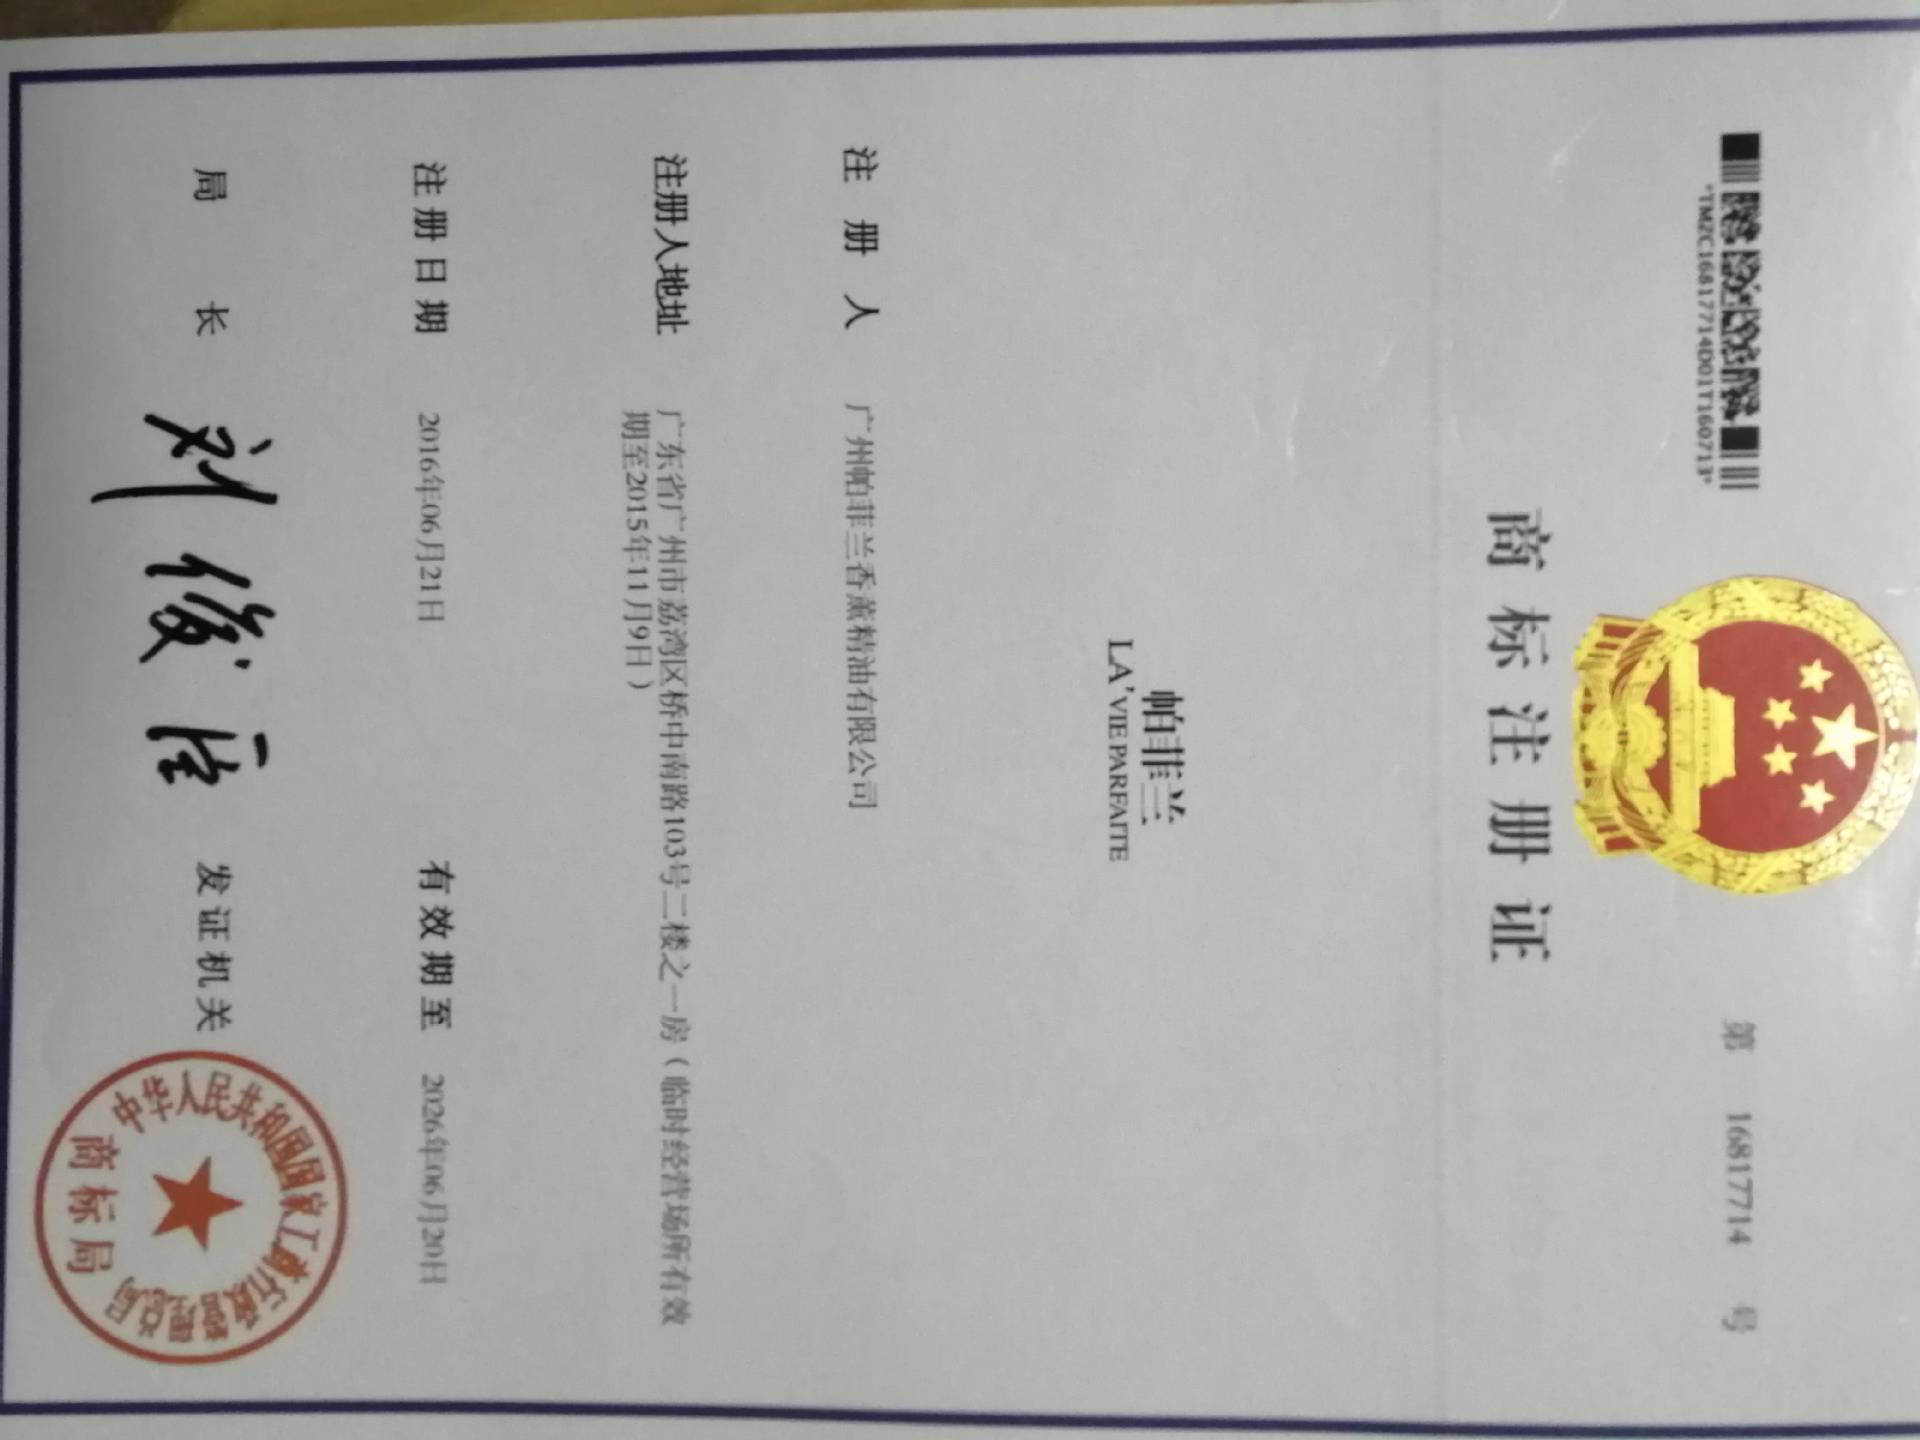 *TMZC16817714D01T160713*
第 16817714 号
商标注册证
帕菲兰
LA'VIE PARFAITE
注册人 广州帕菲兰香薰精油有限公司
注册人地址 广东省广州市荔湾区桥中南路103号二楼之一房（临时经营场所有效
期至2015年11月9日）
注册日期 2016年06月21日 有效期至 2026年06月20日
局长 刘俊臣 发证机关
中华人民共和国国家工商行政管理总局
商标局